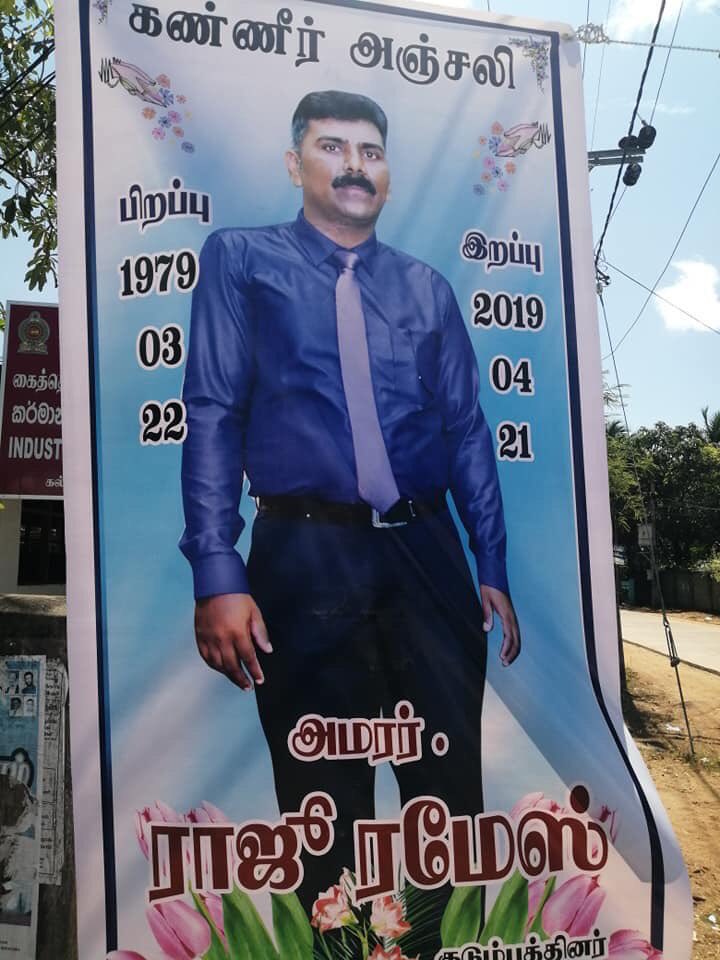 கண்ணீர் அஞ்சலி
பிறப்பு
1979
03
22
இறப்பு
2019
04
21
அமரர்.
ராஜூ ரமேஸ்
குடும்பத்தினர்
INDUST